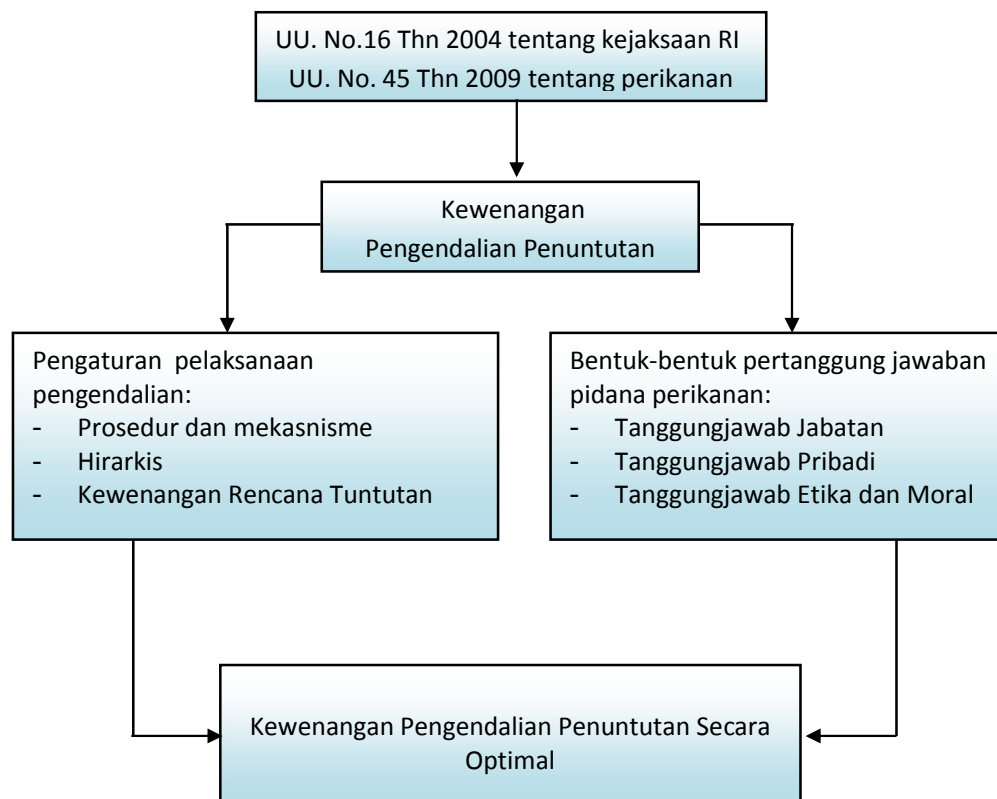 UU. No.16 Thn 2004 tentang kejaksaan RI
UU. No. 45 Thn 2009 tentang perikanan
Kewenangan
Pengendalian Penuntutan
Pengaturan pelaksanaan
pengendalian:
- Prosedur dan mekasnisme
- Hirarkis
- Kewenangan Rencana Tuntutan
Bentuk-bentuk pertanggung jawaban
pidana perikanan:
- Tanggungjawab Jabatan
- Tanggungjawab Pribadi
- Tanggungjawab Etika dan Moral
Kewenangan Pengendalian Penuntutan Secara
Optimal